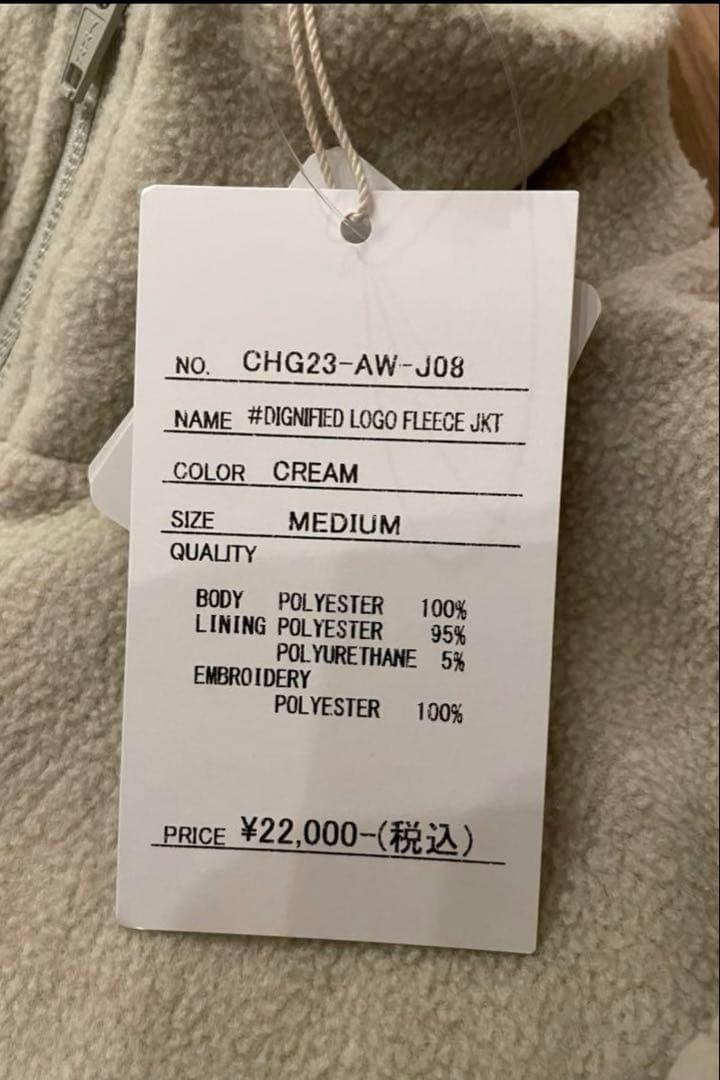 NO. CHG23-AW-J08
NAME #DIGNIFIED LOGO FLEECE JKT
COLOR CREAM
SIZE MEDIUM
QUALITY
BODY POLYESTER 100%
LINING POLYESTER 95%
POLYURETHANE 5%
EMBROIDERY
POLYESTER 100%
PRICE ¥22,000-(税込)